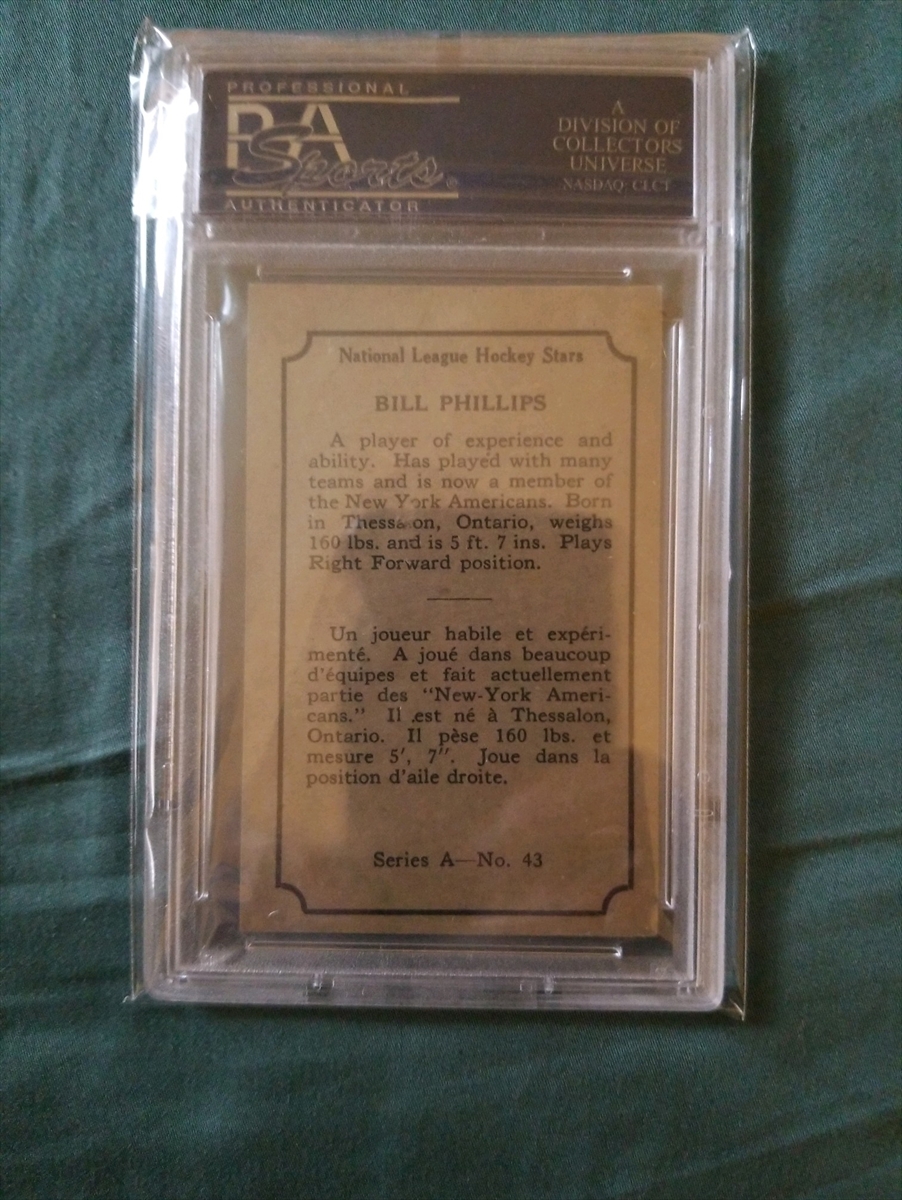 PROFESSIONAL
PSA
Sports
AUTHENTICATOR
A
DIVISION OF
COLLECTORS
UNIVERSE
NASDAQ: CLCT
National League Hockey Stars
BILL PHILLIPS
A player of experience and
ability. Has played with many
teams and is now a member of
the New York Americans. Born
in Thessalon, Ontario, weighs
160 lbs. and is 5 ft. 7 ins. Plays
Right Forward position.
Un joueur habile et expéri-
menté. A joué dans beaucoup
d'équipes et fait actuellement
partie des "New-York Ameri-
cans." Il est né à Thessalon,
Ontario. Il pèse 160 lbs. et
mesure 5', 7". Joue dans la
position d'aile droite.
Series A—No. 43